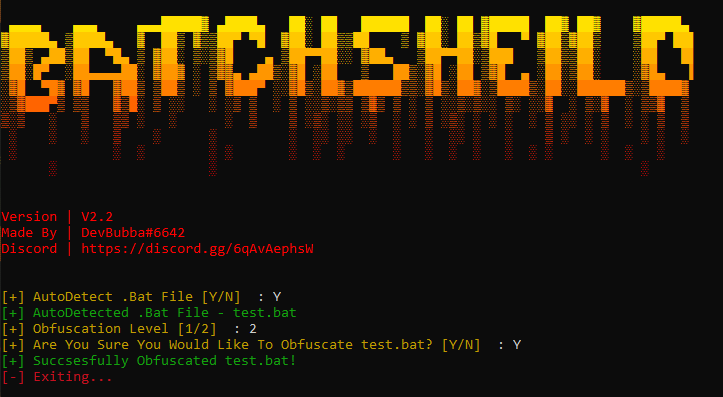 BATCHSHIELD
Version | V2.2
Made By | DevBubba#6642
Discord | https://discord.gg/6qAvAephsW
[+] AutoDetect .Bat File [Y/N]  : Y
[+] AutoDetected .Bat File - test.bat
[+] Obfuscation Level [1/2]  : 2
[+] Are You Sure You Would Like To Obfuscate test.bat? [Y/N]  : Y
[+] Succsesfully Obfuscated test.bat!
[-] Exiting...